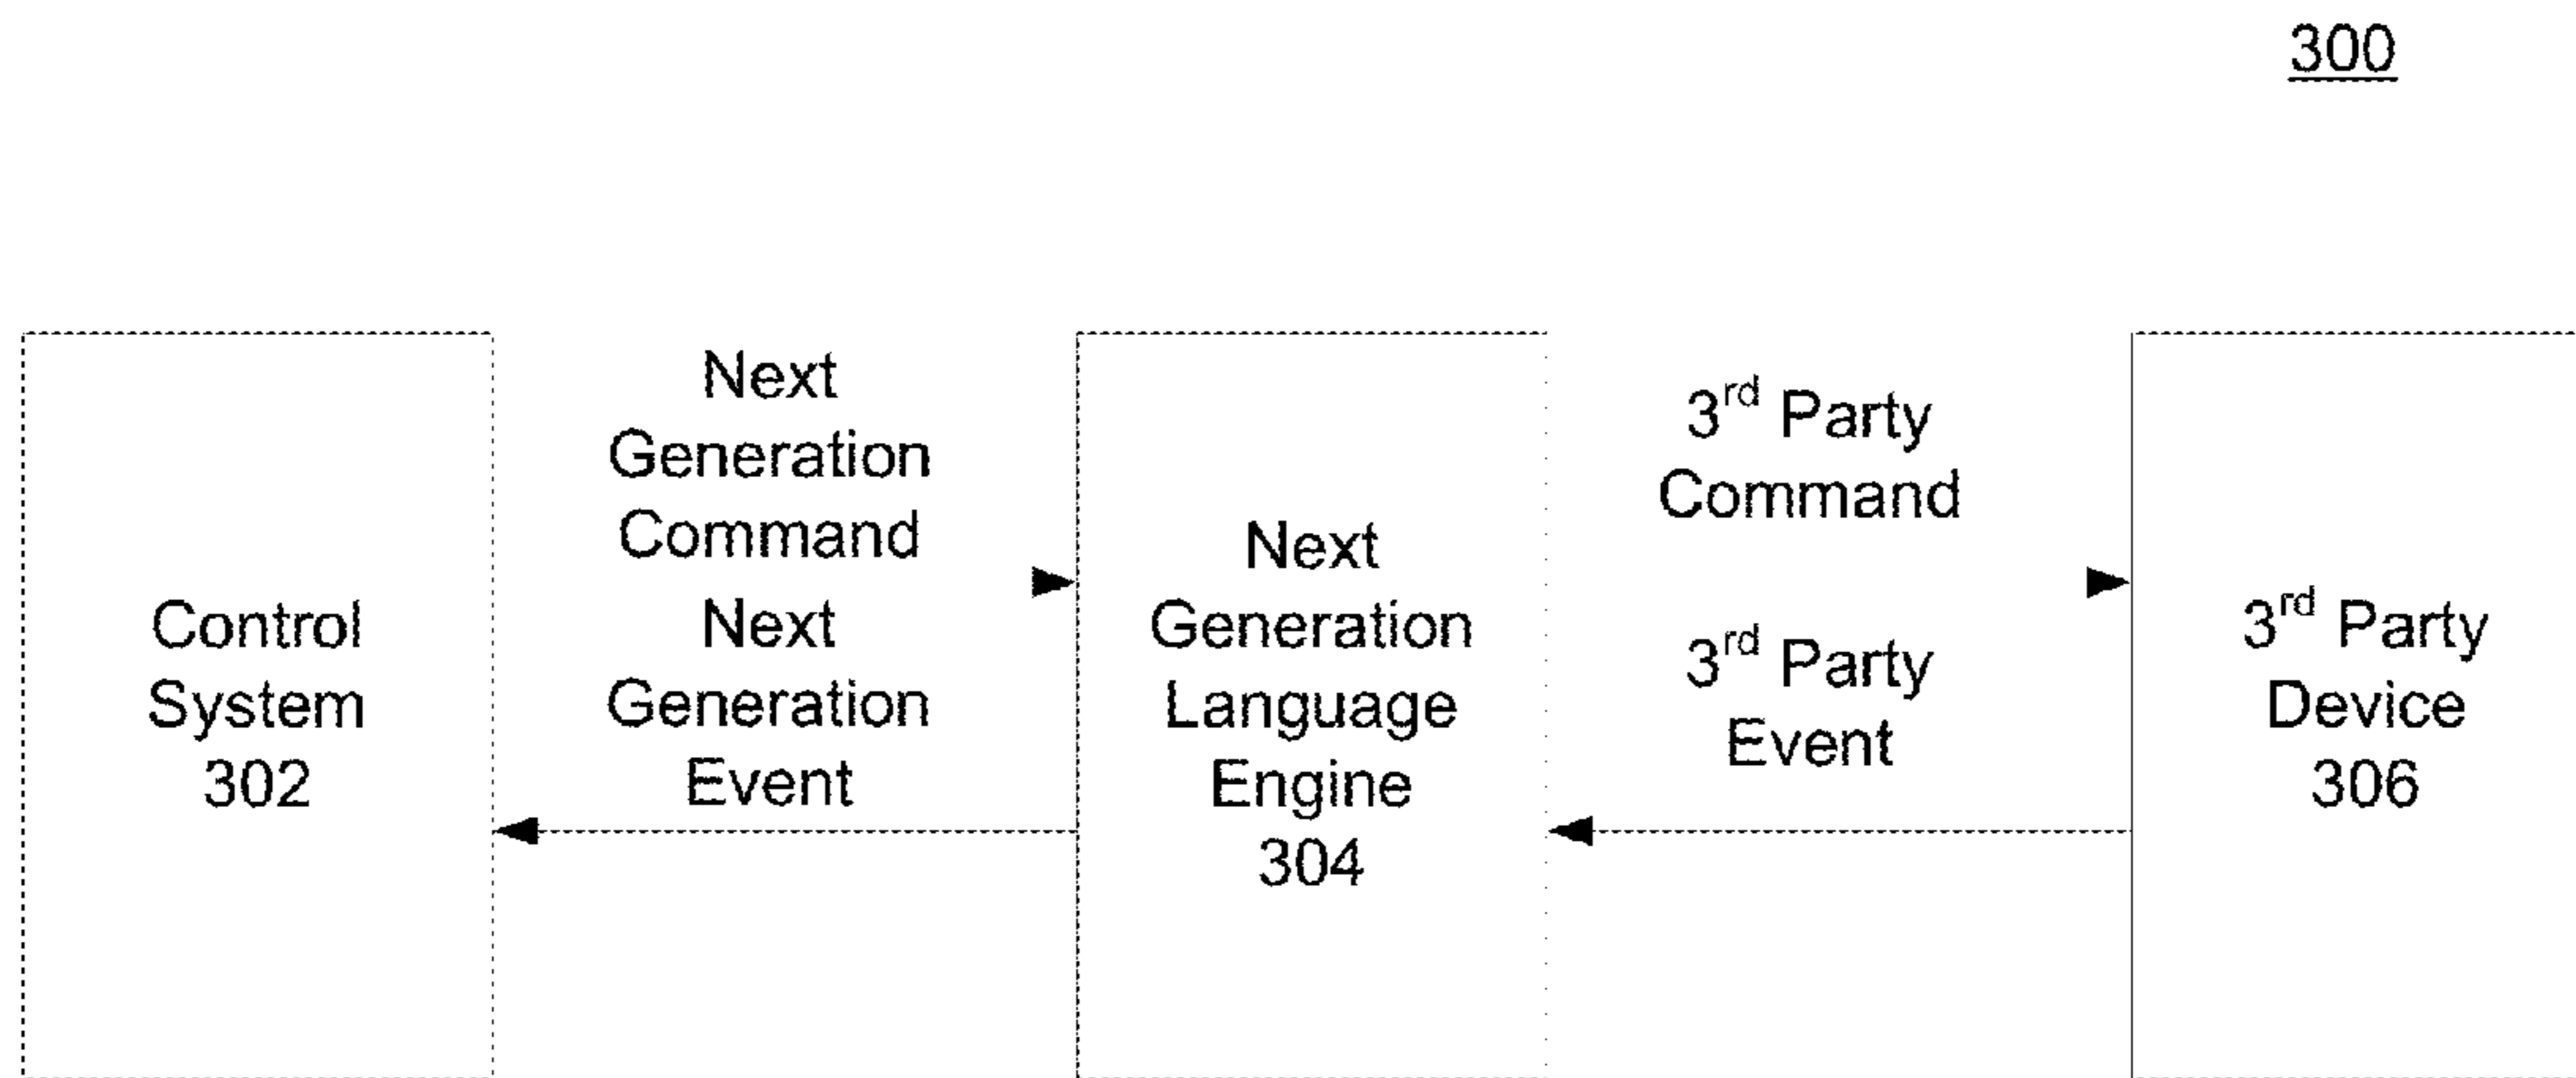 300
Control
System
302
Next
Generation
Command
Next
Generation
Event
Next
Generation
Language
Engine
304
3rd Party
Command
3rd Party
Event
3rd Party
Device
306